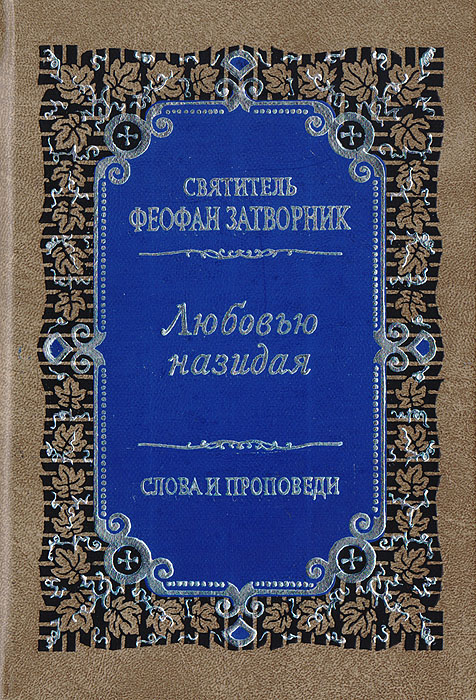 СВЯТИТЕЛЬ
ФЕОФАН ЗАТВОРНИК
Любовью
назидая
СЛОВА И ПРОПОВЕДИ